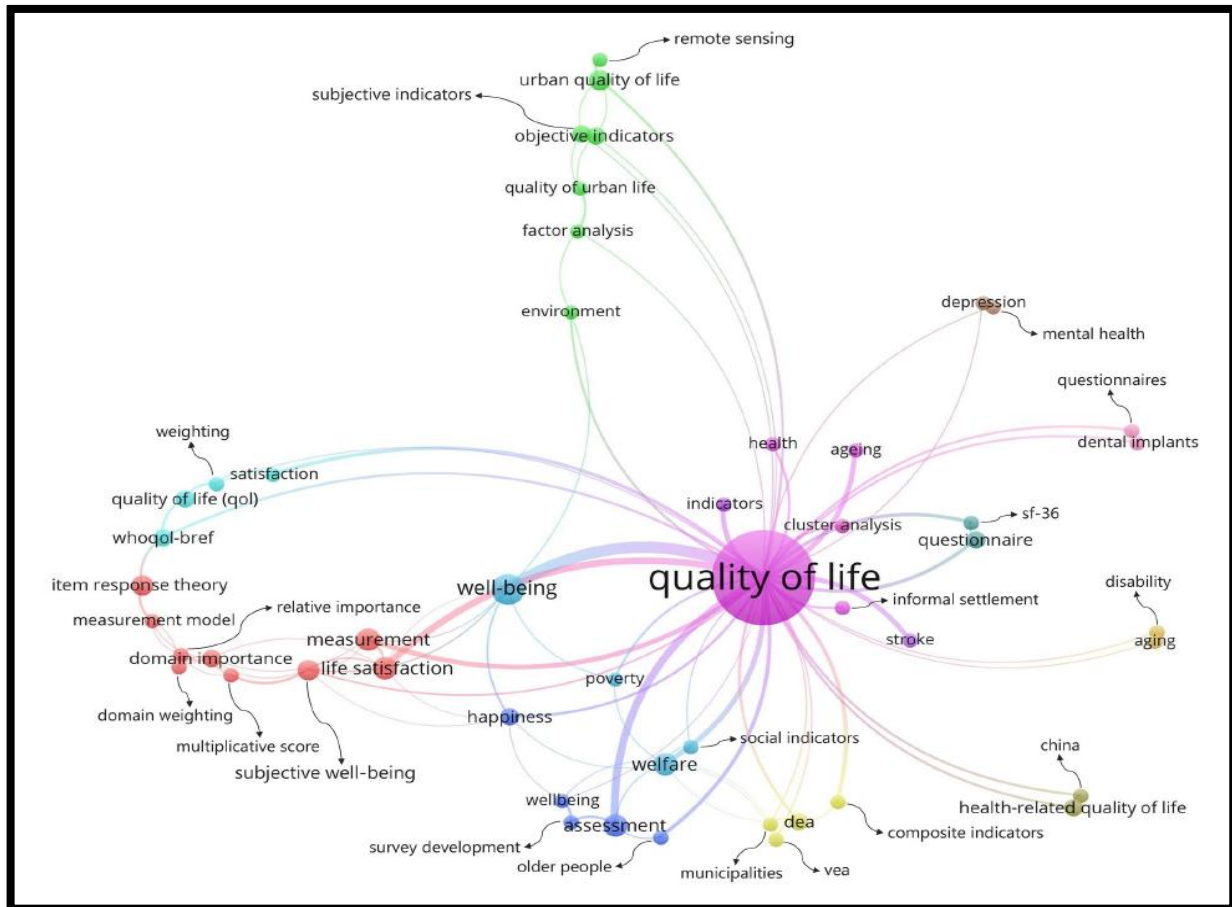 remote sensing
urban quality of life
subjective indicators
objective indicators
quality of urban life
factor analysis
environment
depression
mental health
questionnaires
dental implants
weighting
satisfaction
quality of life (qol)
whoqol-bref
health
ageing
indicators
cluster analysis
sf-36
questionnaire
item response theory
measurement model
relative importance
well-being
quality of life
informal settlement
disability
aging
stroke
measurement
domain importance
life satisfaction
domain weighting
multiplicative score
subjective well-being
poverty
happiness
social indicators
welfare
wellbeing
assessment
survey development
older people
dea
composite indicators
municipalities
vea
china
health-related quality of life